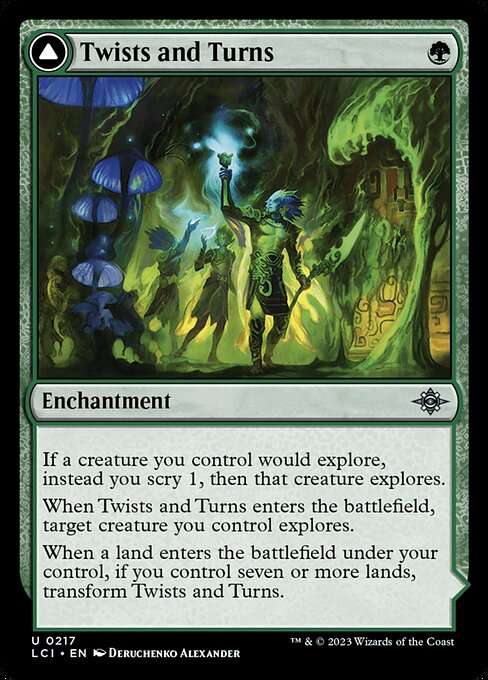 Twists and Turns
Enchantment
If a creature you control would explore,
instead you scry 1, then that creature explores.
When Twists and Turns enters the battlefield,
target creature you control explores.
When a land enters the battlefield under your
control, if you control seven or more lands,
transform Twists and Turns.
U 0217
LCI • EN Deruchenko Alexander
™ & © 2023 Wizards of the Coast